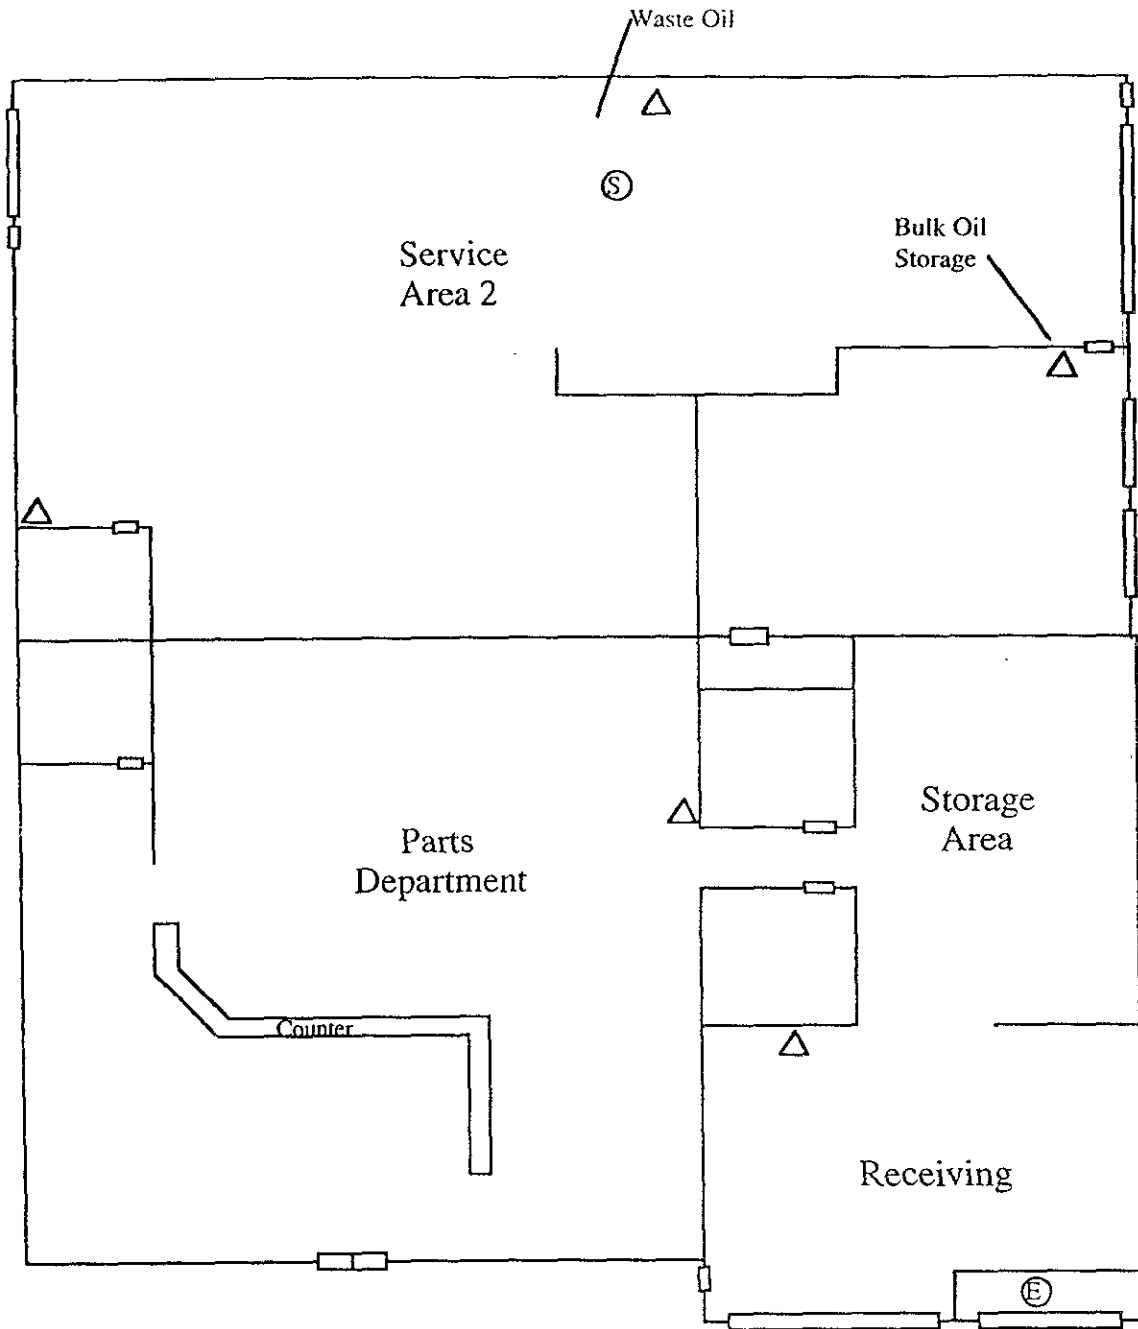 Waste Oil
S
Service
Area 2
Bulk Oil
Storage
Storage
Area
Parts
Department
Counter
Receiving
E